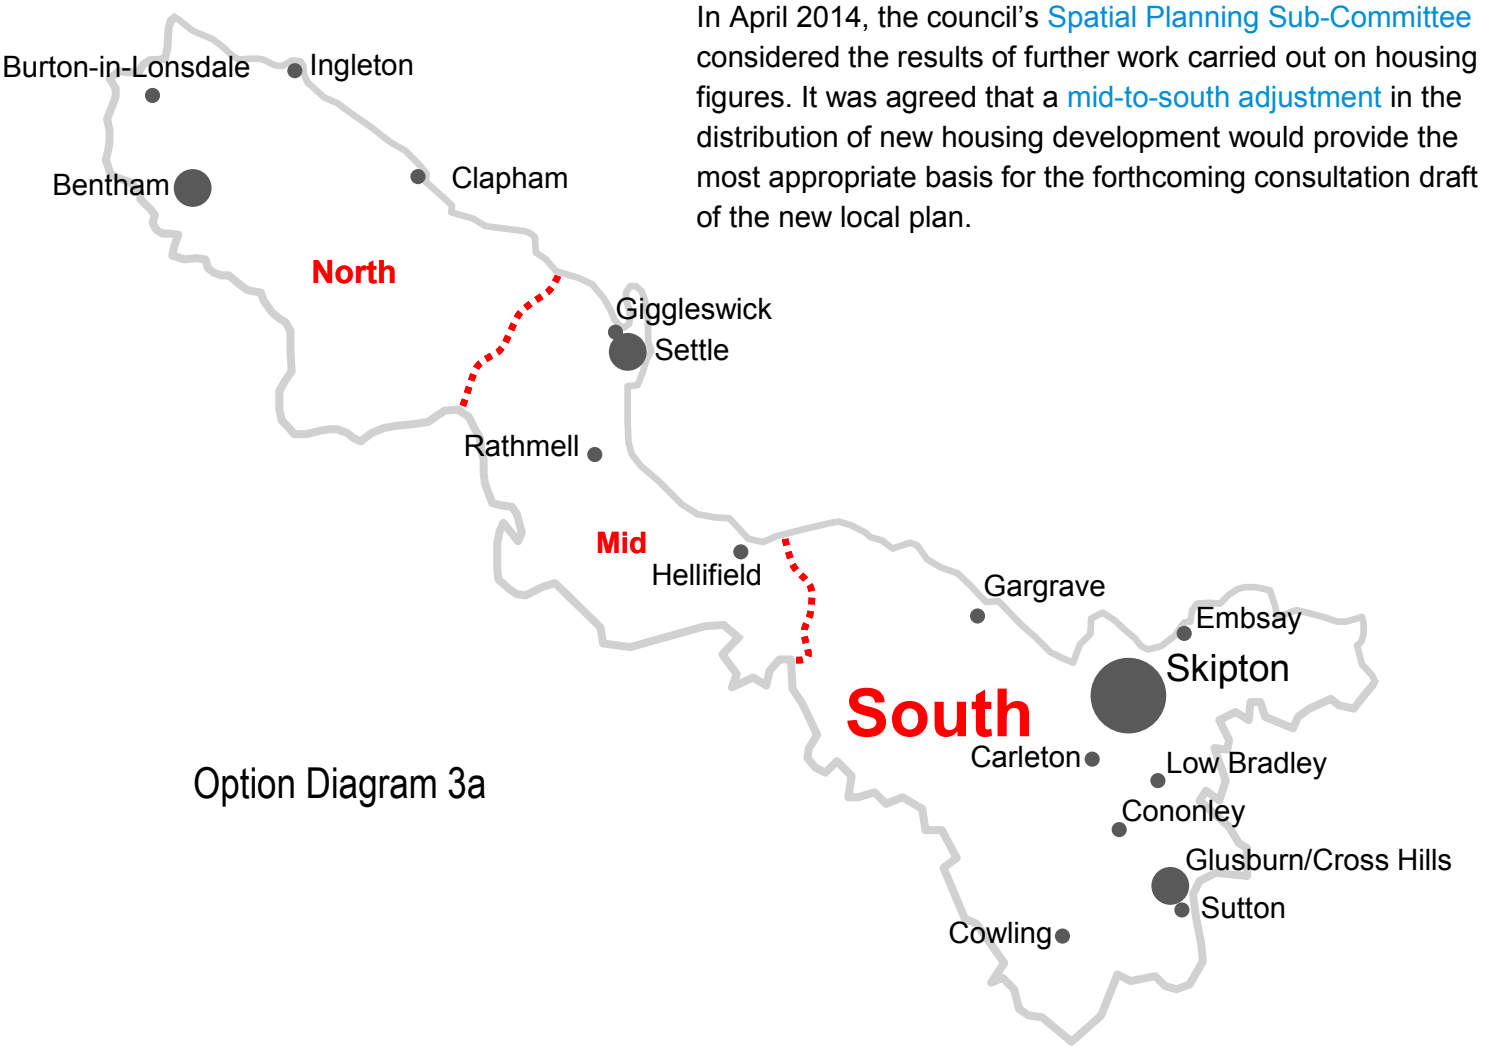 In April 2014, the council’s Spatial Planning Sub-Committee
considered the results of further work carried out on housing
figures. It was agreed that a mid-to-south adjustment in the
distribution of new housing development would provide the
most appropriate basis for the forthcoming consultation draft
of the new local plan.
Burton-in-Lonsdale
Ingleton
Bentham
Clapham
North
Giggleswick
Settle
Rathmell
Mid
Hellifield
Gargrave
Embsay
Skipton
South
Carleton
Low Bradley
Option Diagram 3a
Cononley
Glusburn/Cross Hills
Sutton
Cowling